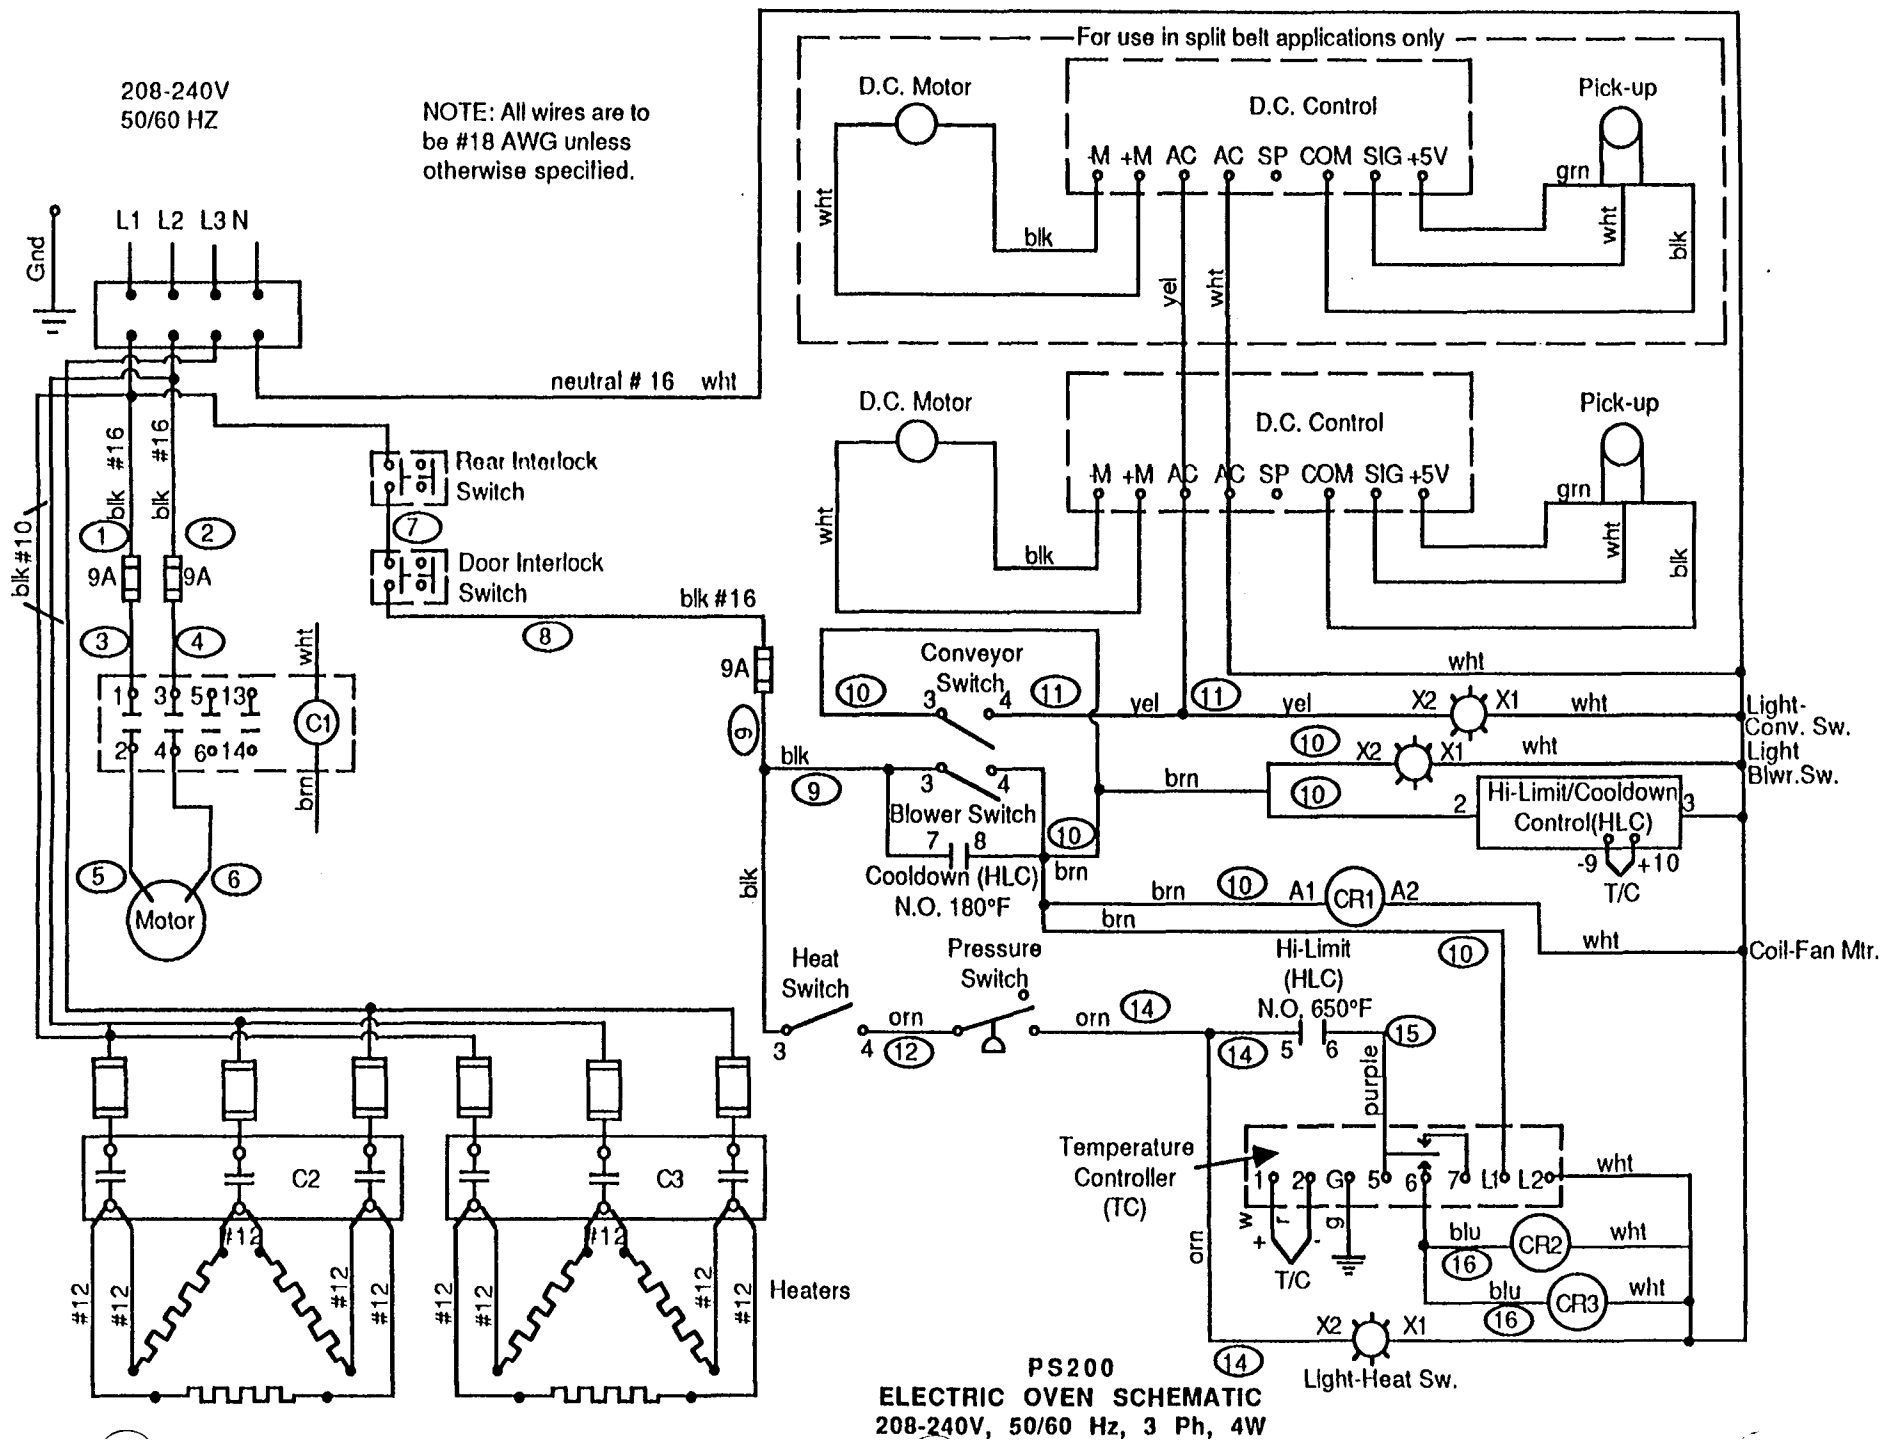 For use in split belt applications only
208-240V
50/60 HZ
NOTE: All wires are to
be #18 AWG unless
otherwise specified.
D.C. Motor
D.C. Control
Pick-up
-M +M AC AC SP COM SIG +5V
grn
wht
blk
wht
blk
yel
wht
Gnd
L1 L2 L3 N
neutral # 16 wht
D.C. Motor
D.C. Control
Pick-up
-M +M AC AC SP COM SIG +5V
grn
wht
blk
wht
blk
blk #16
blk #16
1
2
9A
9A
3
4
blk #10
Rear Interlock
Switch
7
Door Interlock
Switch
8
blk #16
9A
9
wht
1 3 5 13
C1
2 4 6 14
brn
5
6
Motor
Conveyor
Switch
10
3 4
11
yel
11
yel
X2 X1
wht
wht
Light-
Conv. Sw.
10
X2 X1
wht
Light
Blwr.Sw.
blk
9
3 4
Blower Switch
7 8
10
brn
Cooldown (HLC)
N.O. 180°F
brn
10
2
Hi-Limit/Cooldown
Control(HLC)
3
-9 +10
T/C
blk
brn
10
A1
CR1
A2
brn
10
wht
Coil-Fan Mtr.
Heat
Switch
3 4
orn
12
Pressure
Switch
orn
14
Hi-Limit
(HLC)
N.O. 650°F
14
5 6
15
purple
Temperature
Controller
(TC)
1 2 G 5 6 7 L1 L2
wht
w r g
+ -
T/C
orn
blu
16
CR2
wht
blu
16
CR3
wht
X2 X1
14
Light-Heat Sw.
C2
C3
#12
#12
#12 #12 #12 #12
#12 #12 #12 #12
Heaters
PS200
ELECTRIC OVEN SCHEMATIC
208-240V, 50/60 Hz, 3 Ph, 4W